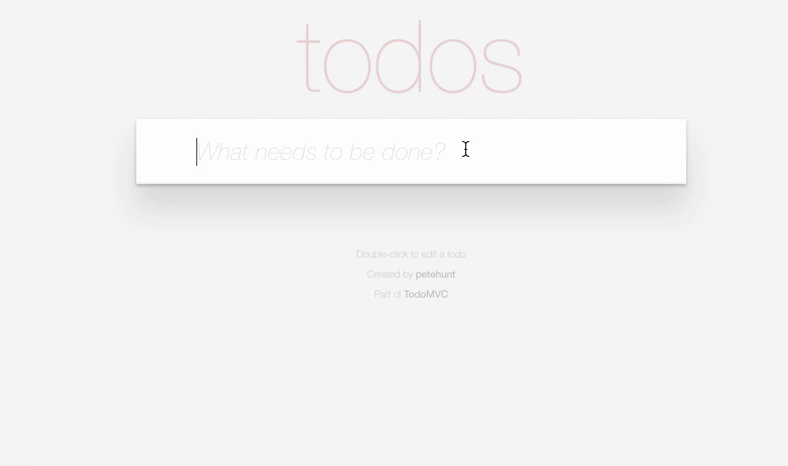 todos
What needs to be done?
Double-click to edit a todo
Created by petehunt
Part of TodoMVC